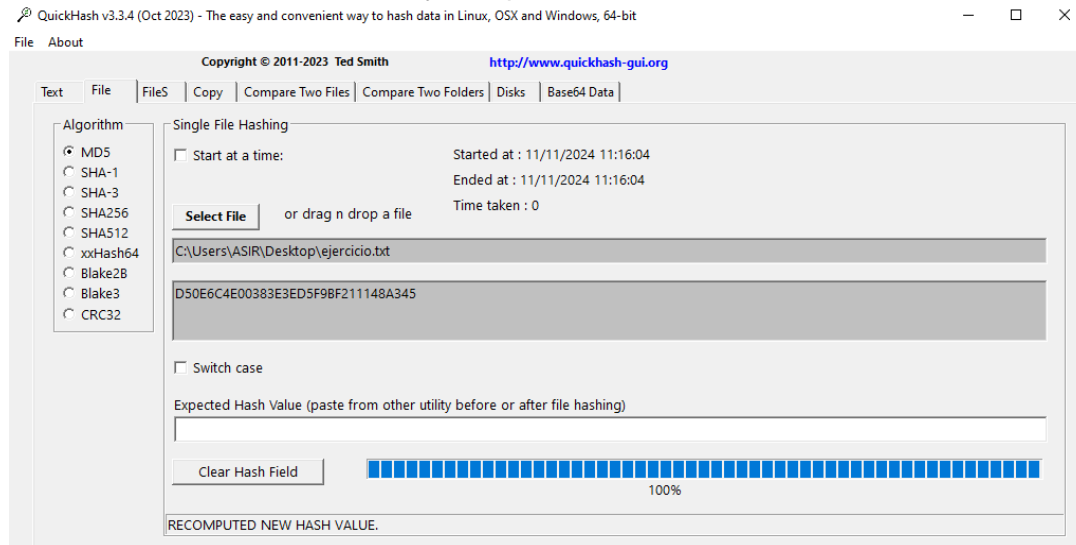 QuickHash v3.3.4 (Oct 2023) - The easy and convenient way to hash data in Linux, OSX and Windows, 64-bit
File About
Copyright © 2011-2023 Ted Smith http://www.quickhash-gui.org
Text File FileS Copy Compare Two Files Compare Two Folders Disks Base64 Data
Algorithm
MD5
SHA-1
SHA-3
SHA256
SHA512
xxHash64
Blake2B
Blake3
CRC32
Single File Hashing
Start at a time:
Started at : 11/11/2024 11:16:04
Ended at : 11/11/2024 11:16:04
Time taken : 0
Select File or drag n drop a file
C:\Users\ASIR\Desktop\ejercicio.txt
D50E6C4E00383E3ED5F9BF211148A345
Switch case
Expected Hash Value (paste from other utility before or after file hashing)
Clear Hash Field
100%
RECOMPUTED NEW HASH VALUE.